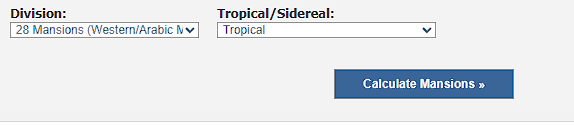 Division: Tropical/Sidereal:
28 Mansions (Western/Arabic M Tropical
Calculate Mansions »